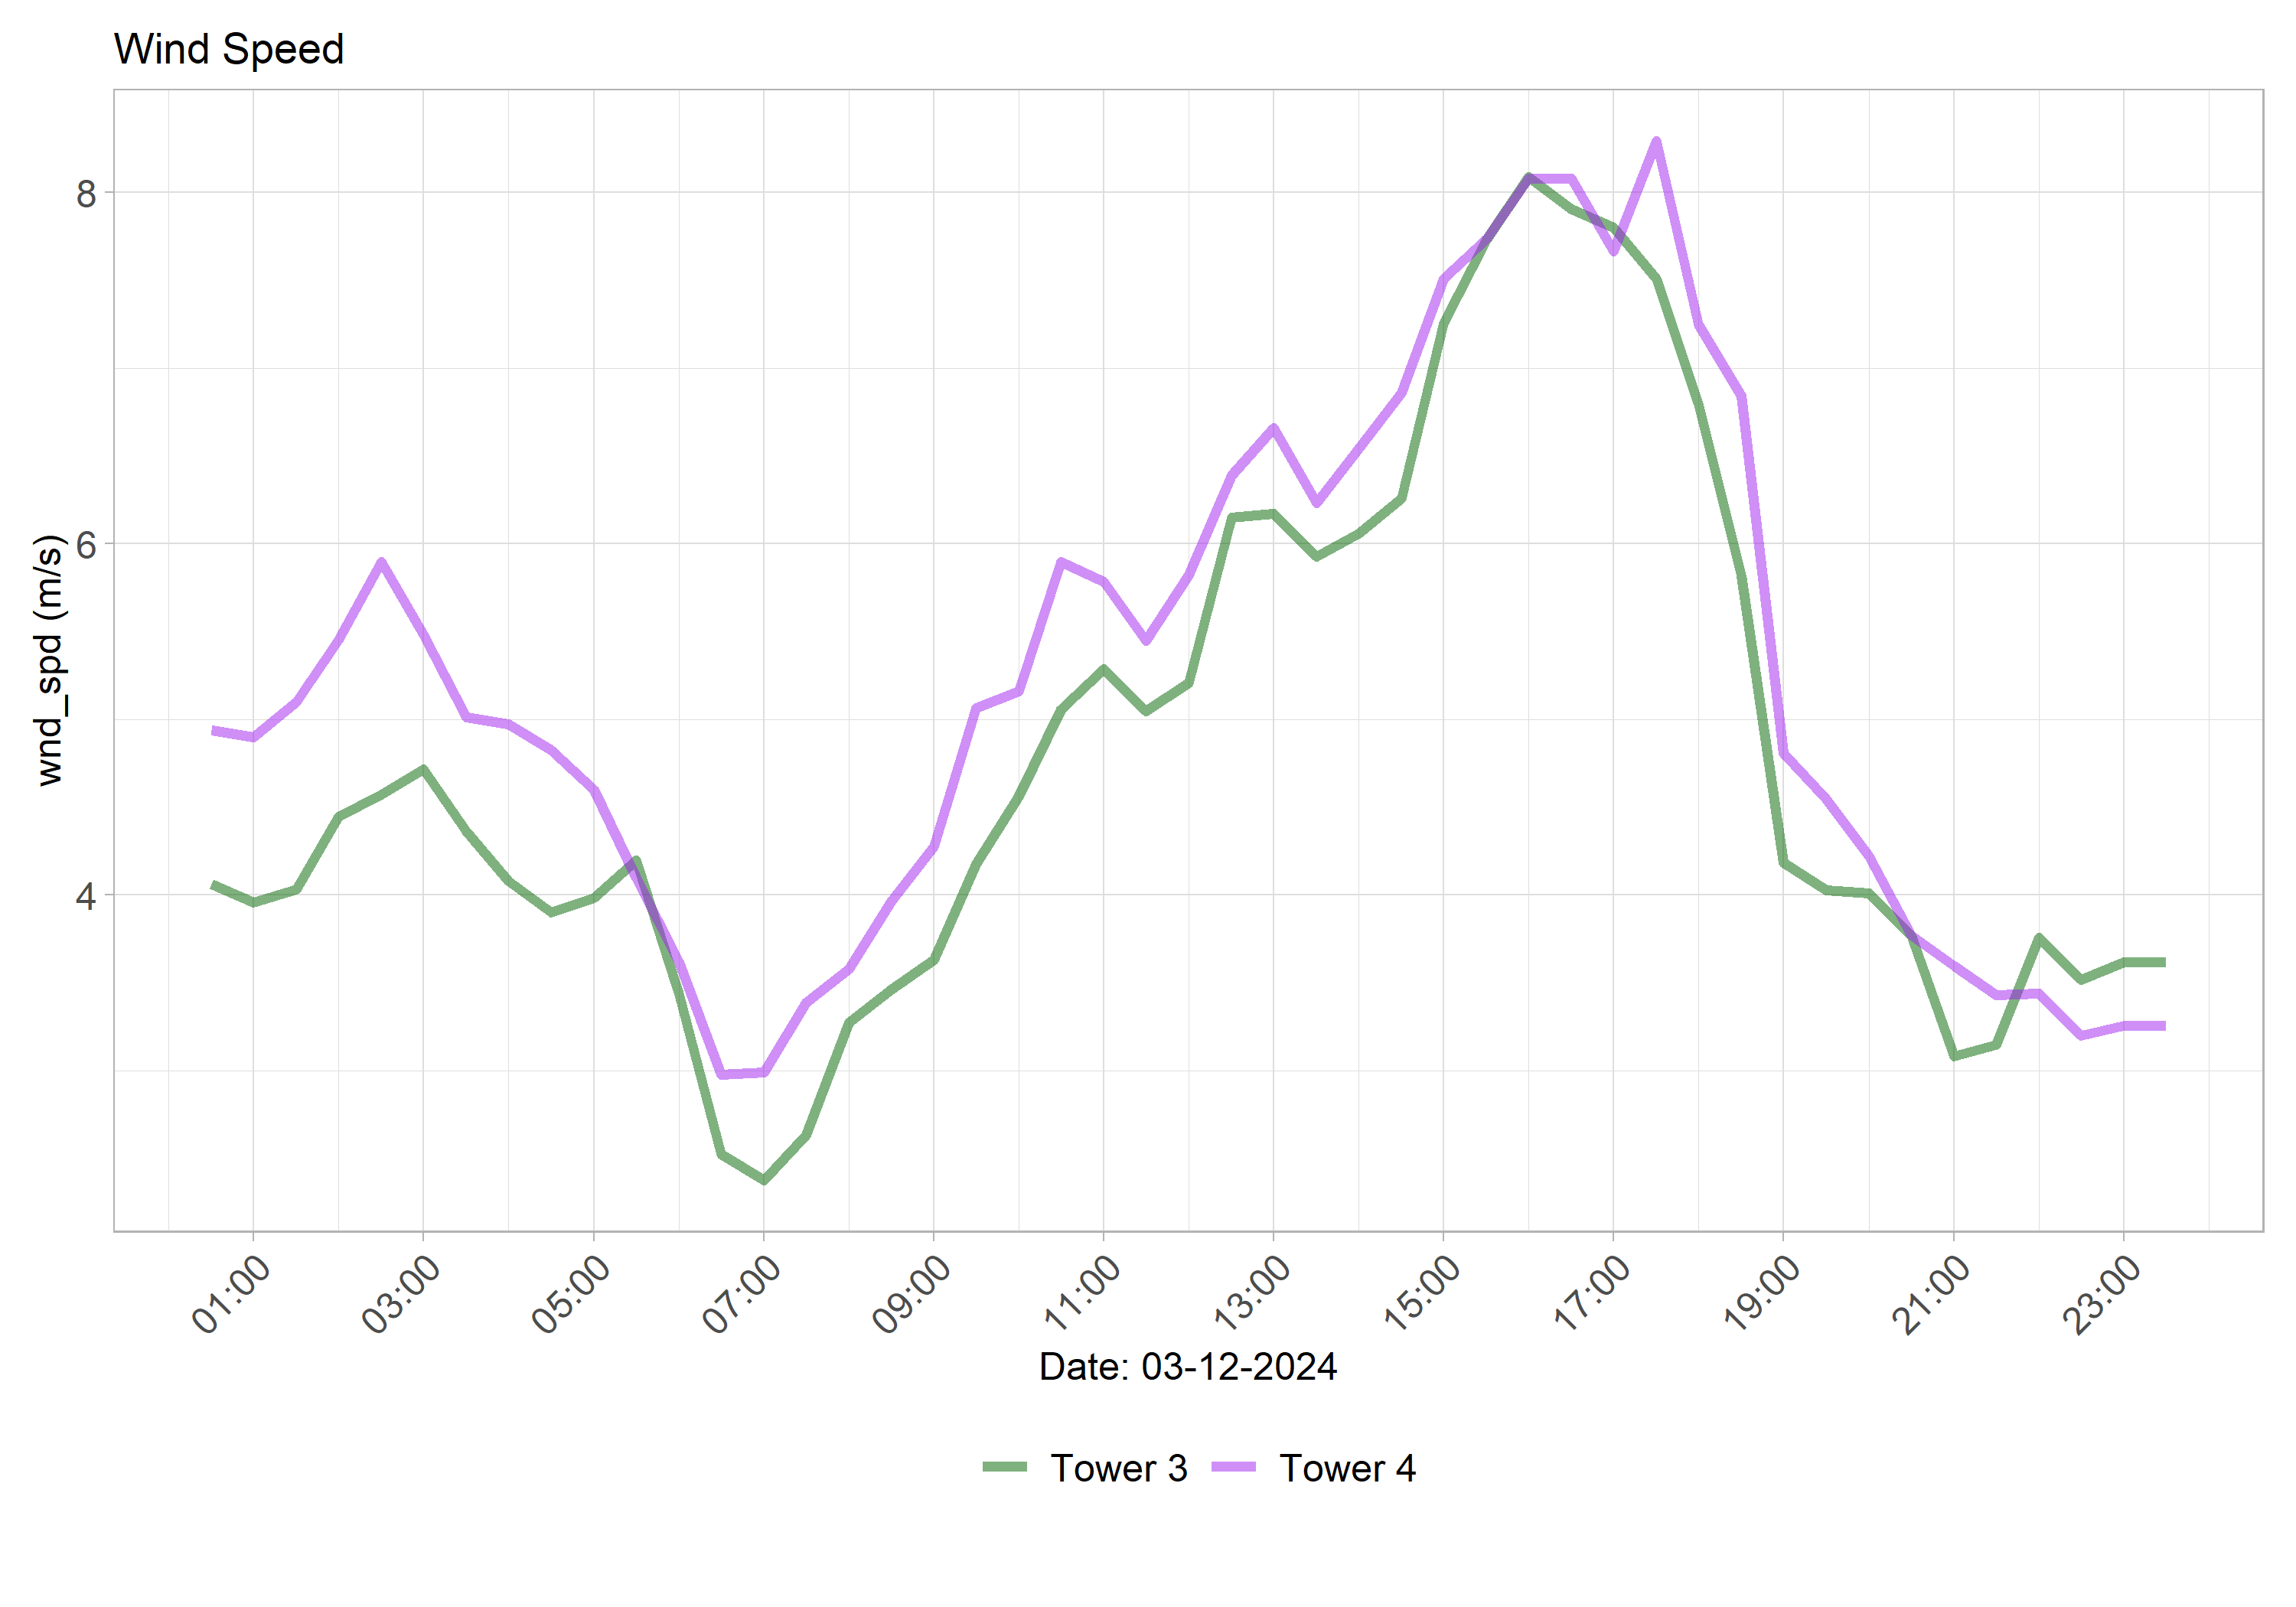 Wind Speed
wnd_spd (m/s)
8
6
4
01:00 03:00 05:00 07:00 09:00 11:00 13:00 15:00 17:00 19:00 21:00 23:00
Date: 03-12-2024
Tower 3 Tower 4